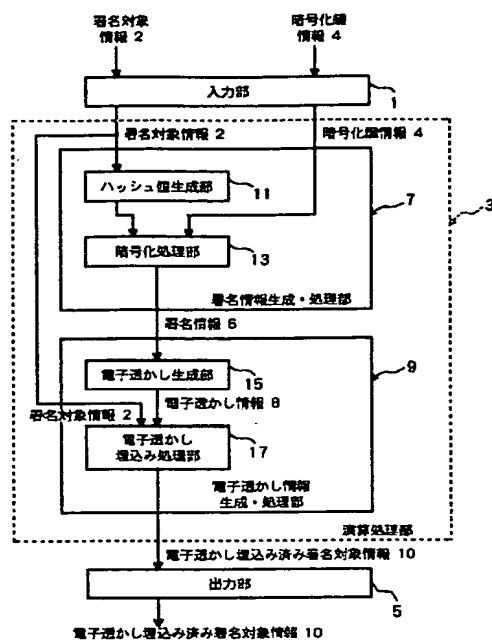 署名対象
情報 2
暗号化鍵
情報 4
入力部
1
署名対象情報 2
暗号化鍵情報 4
3
ハッシュ値生成部
11
7
暗号化処理部
13
署名情報生成・処理部
署名情報 6
9
電子透かし生成部
15
電子透かし情報 8
署名対象情報 2
電子透かし
埋込み処理部
17
電子透かし情報
生成・処理部
演算処理部
電子透かし埋込み済み署名対象情報 10
出力部
5
電子透かし埋込み済み署名対象情報 10